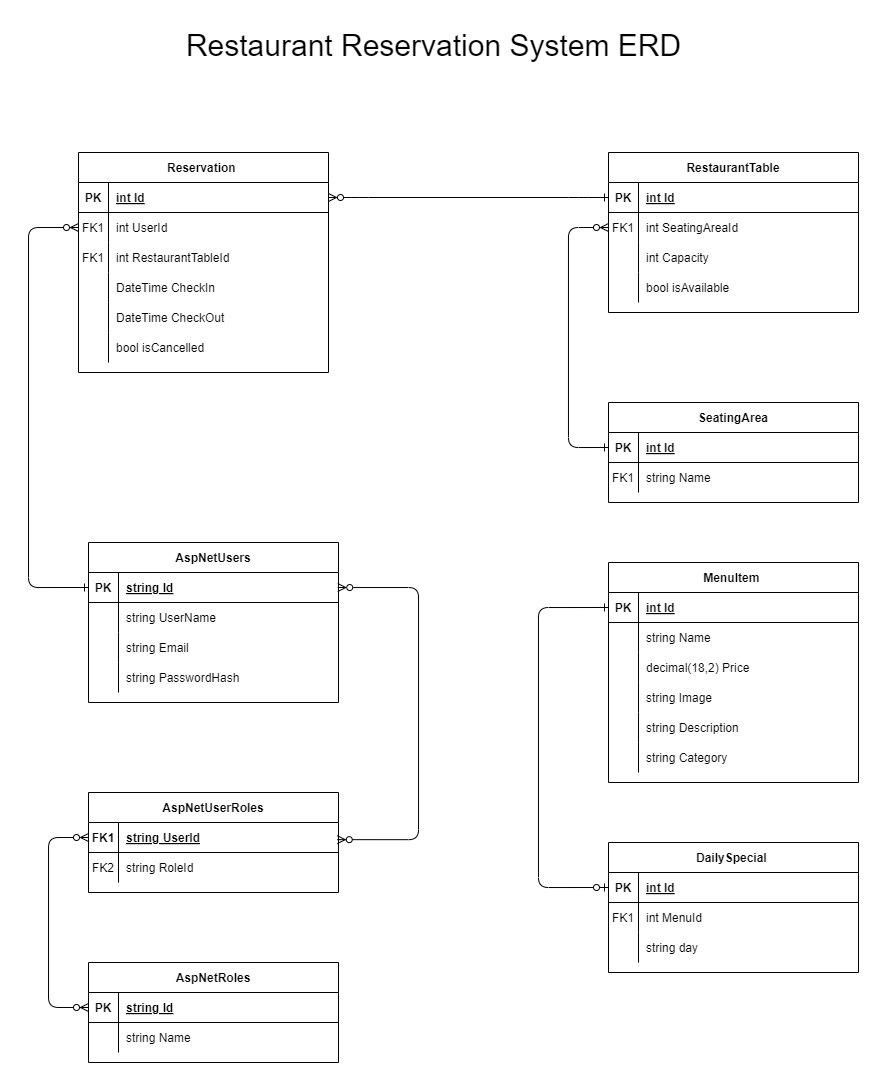 Restaurant Reservation System ERD
Reservation
PK int Id
FK1 int UserId
FK1 int RestaurantTableId
DateTime CheckIn
DateTime CheckOut
bool isCancelled
RestaurantTable
PK int Id
FK1 int SeatingAreaId
int Capacity
bool isAvailable
SeatingArea
PK int Id
FK1 string Name
AspNetUsers
PK string Id
string UserName
string Email
string PasswordHash
MenuItem
PK int Id
string Name
decimal(18,2) Price
string Image
string Description
string Category
AspNetUserRoles
FK1 string UserId
FK2 string RoleId
DailySpecial
PK int Id
FK1 int MenuId
string day
AspNetRoles
PK string Id
string Name